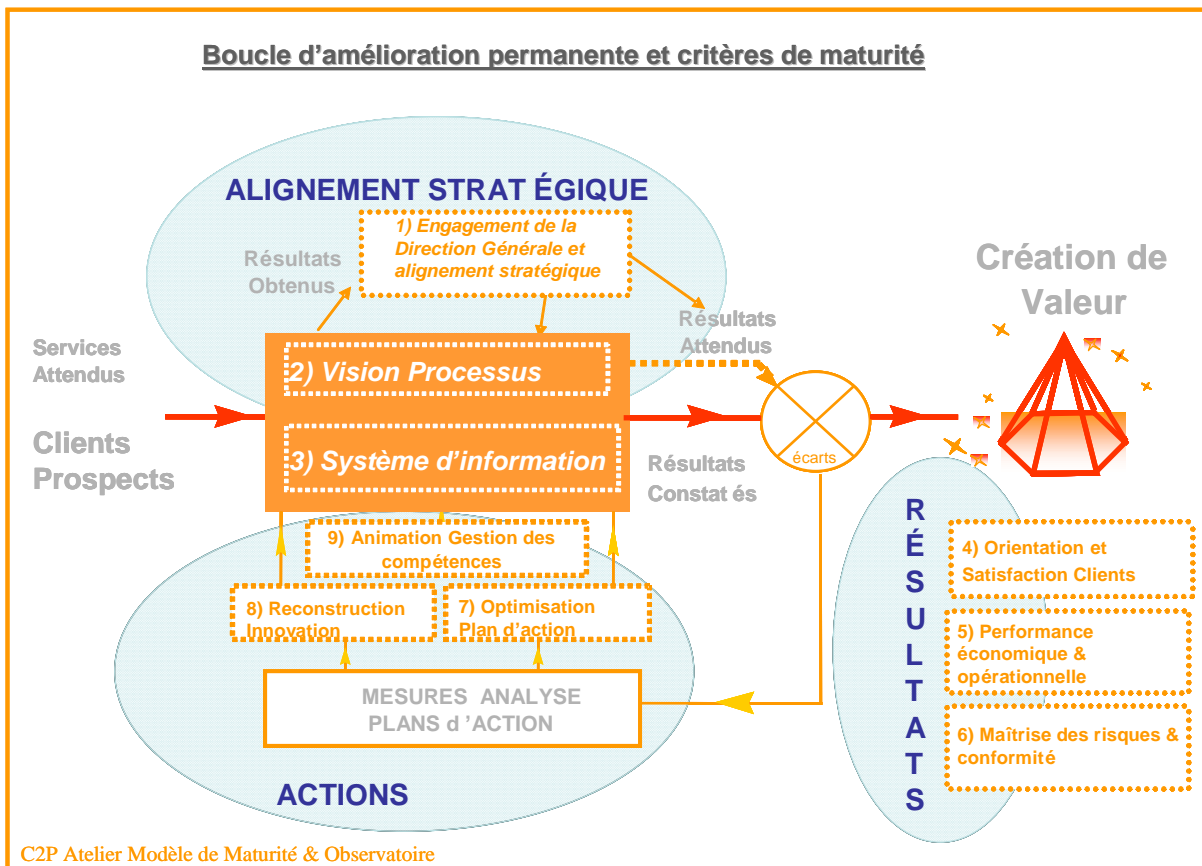 Boucle d’amélioration permanente et critères de maturité
ALIGNEMENT STRAT ÉGIQUE
1) Engagement de la
Direction Générale et
alignement stratégique
Résultats
Obtenus
Résultats
Attendus
Services
Attendus
Clients
Prospects
2) Vision Processus
3) Système d’information
Résultats
Constat és
écarts
Création de
Valeur
9) Animation Gestion des
compétences
8) Reconstruction
Innovation
7) Optimisation
Plan d’action
MESURES ANALYSE
PLANS d ’ACTION
ACTIONS
R
É
S
U
L
T
A
T
S
4) Orientation et
Satisfaction Clients
5) Performance
économique &
opérationnelle
6) Maîtrise des risques &
conformité
C2P Atelier Modèle de Maturité & Observatoire